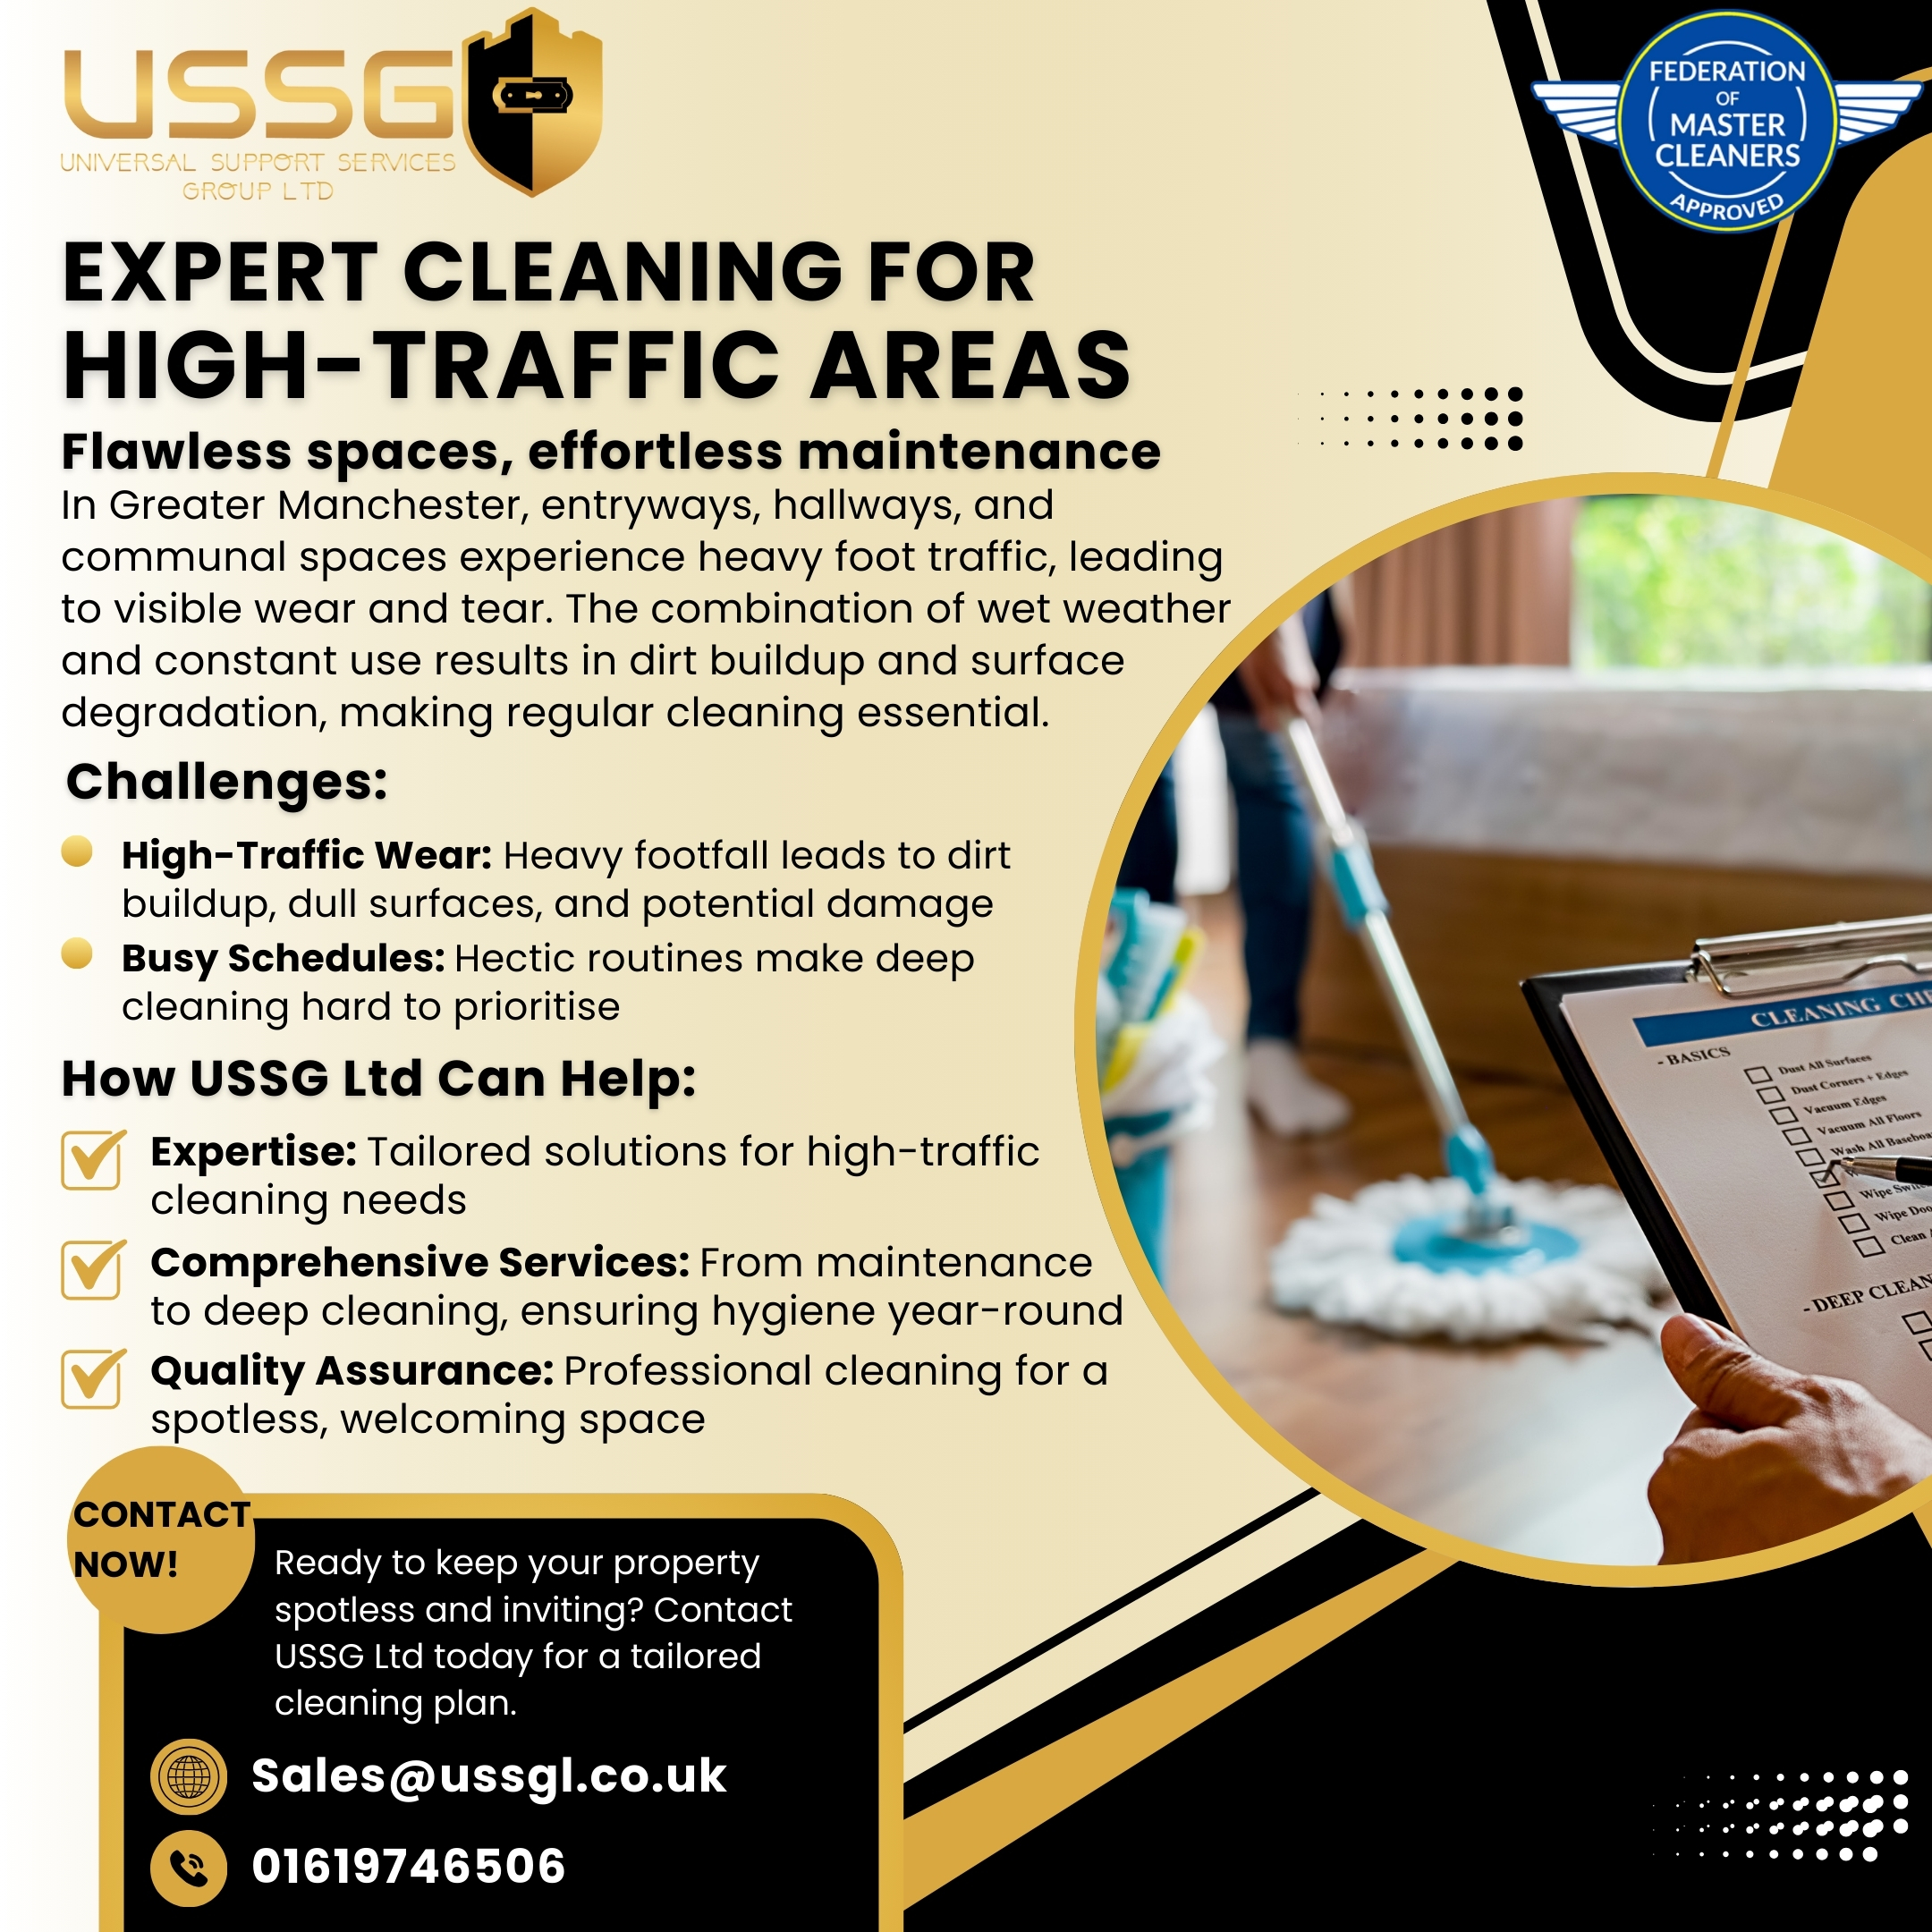 USSG
UNIVERSAL SUPPORT SERVICES
GROUP LTD
FEDERATION
OF
MASTER
CLEANERS
APPROVED
EXPERT CLEANING FOR
HIGH-TRAFFIC AREAS
Flawless spaces, effortless maintenance
In Greater Manchester, entryways, hallways, and
communal spaces experience heavy foot traffic, leading
to visible wear and tear. The combination of wet weather
and constant use results in dirt buildup and surface
degradation, making regular cleaning essential.
Challenges:
High-Traffic Wear: Heavy footfall leads to dirt
buildup, dull surfaces, and potential damage
Busy Schedules: Hectic routines make deep
cleaning hard to prioritise
How USSG Ltd Can Help:
Expertise: Tailored solutions for high-traffic
cleaning needs
Comprehensive Services: From maintenance
to deep cleaning, ensuring hygiene year-round
Quality Assurance: Professional cleaning for a
spotless, welcoming space
CLEANING
- BASICS
Dust All Surfaces
Dust Corners + Edges
Vacuum Edges
Vacuum All Floors
Wash All
Wipe
Wipe
Clean
- DEEP
CONTACT
NOW!
Ready to keep your property
spotless and inviting? Contact
USSG Ltd today for a tailored
cleaning plan.
Sales@ussgl.co.uk
01619746506